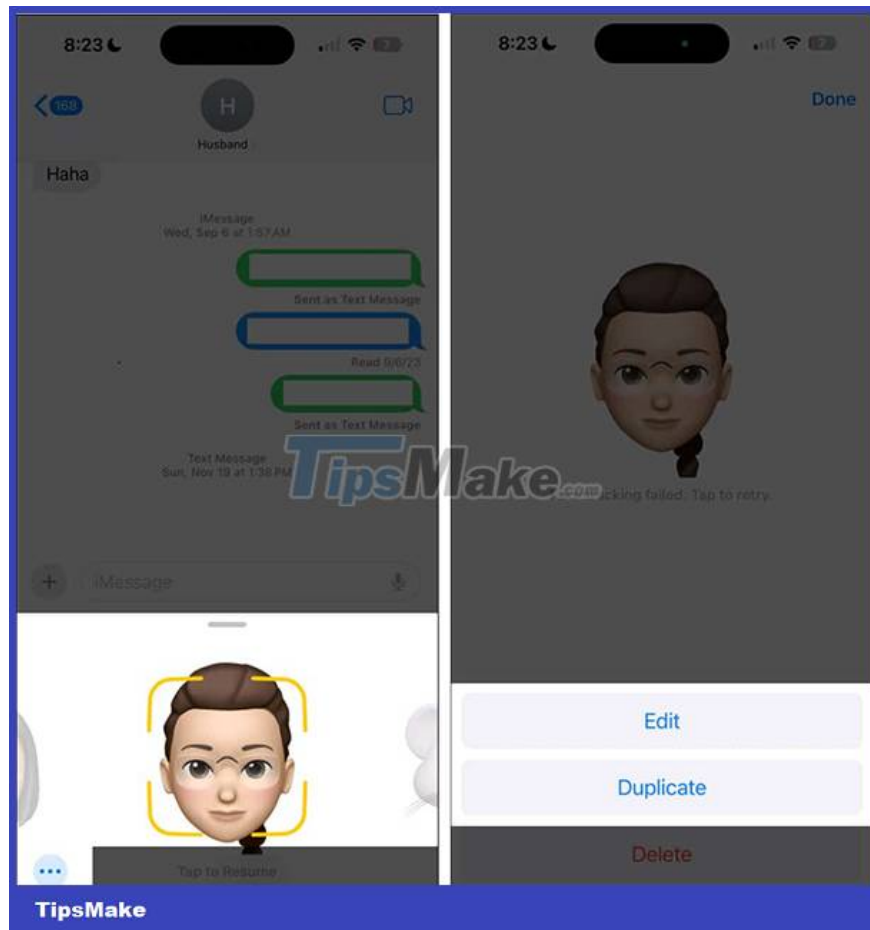 8:23
168
H
Husband
Haha
iMessage
Wed, Sep 6 at 1:57 AM
Sent as Text Message
Read 9/6/23
Sent as Text Message
Text Message
Sun, Nov 19 at 1:38 PM
iMessage
Tap to Resume
8:23
7
Done
TipsMake.com
failed. Tap to retry.
Edit
Duplicate
Delete
TipsMake